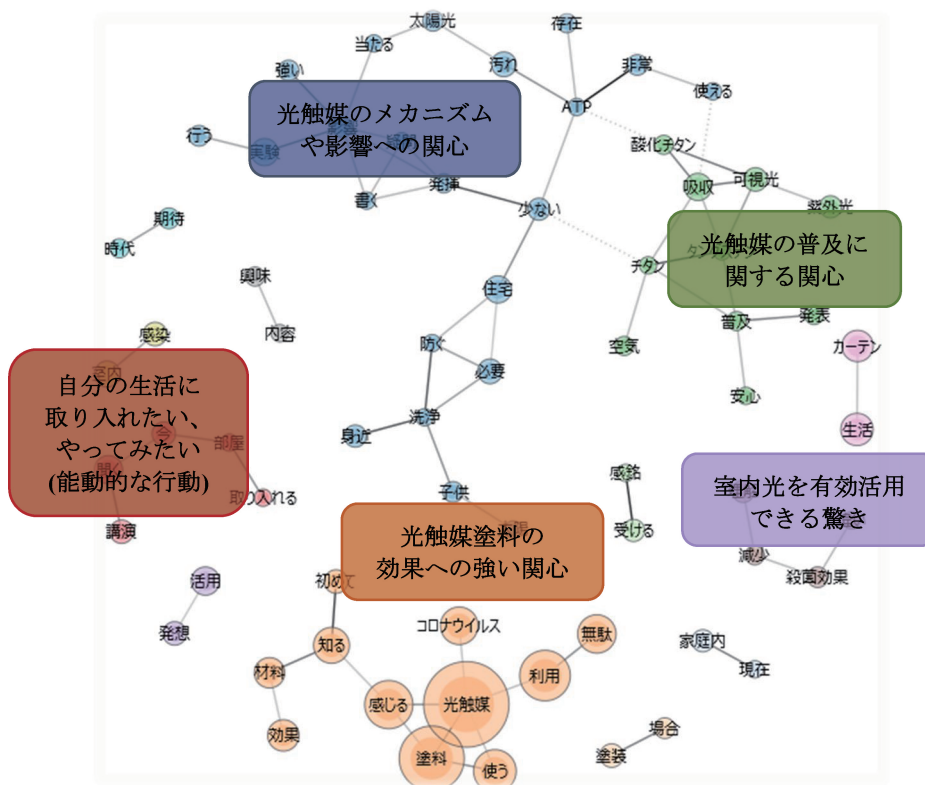 太陽光
存在
当たる
汚れ
非常
強い
使える
ATP
光触媒のメカニズム
や影響への関心
行う
実験
酸化チタン
発揮
吸収
可視光
書く
少ない
紫外光
期待
時代
光触媒の普及に
関する関心
チタン
興味
住宅
内容
普及
発表
感染
防ぐ
空気
カーテン
室内
必要
自分の生活に
取り入れたい、
やってみたい
(能動的な行動)
安心
洗浄
身近
生活
部屋
感銘
室内光を有効活用
できる驚き
子供
取り入れる
光触媒塗料の
効果への強い関心
講演
受ける
減少
殺菌効果
初めて
活用
コロナウイルス
無駄
発想
知る
家庭内
材料
利用
現在
感じる
光触媒
効果
場合
塗料
使う
塗装